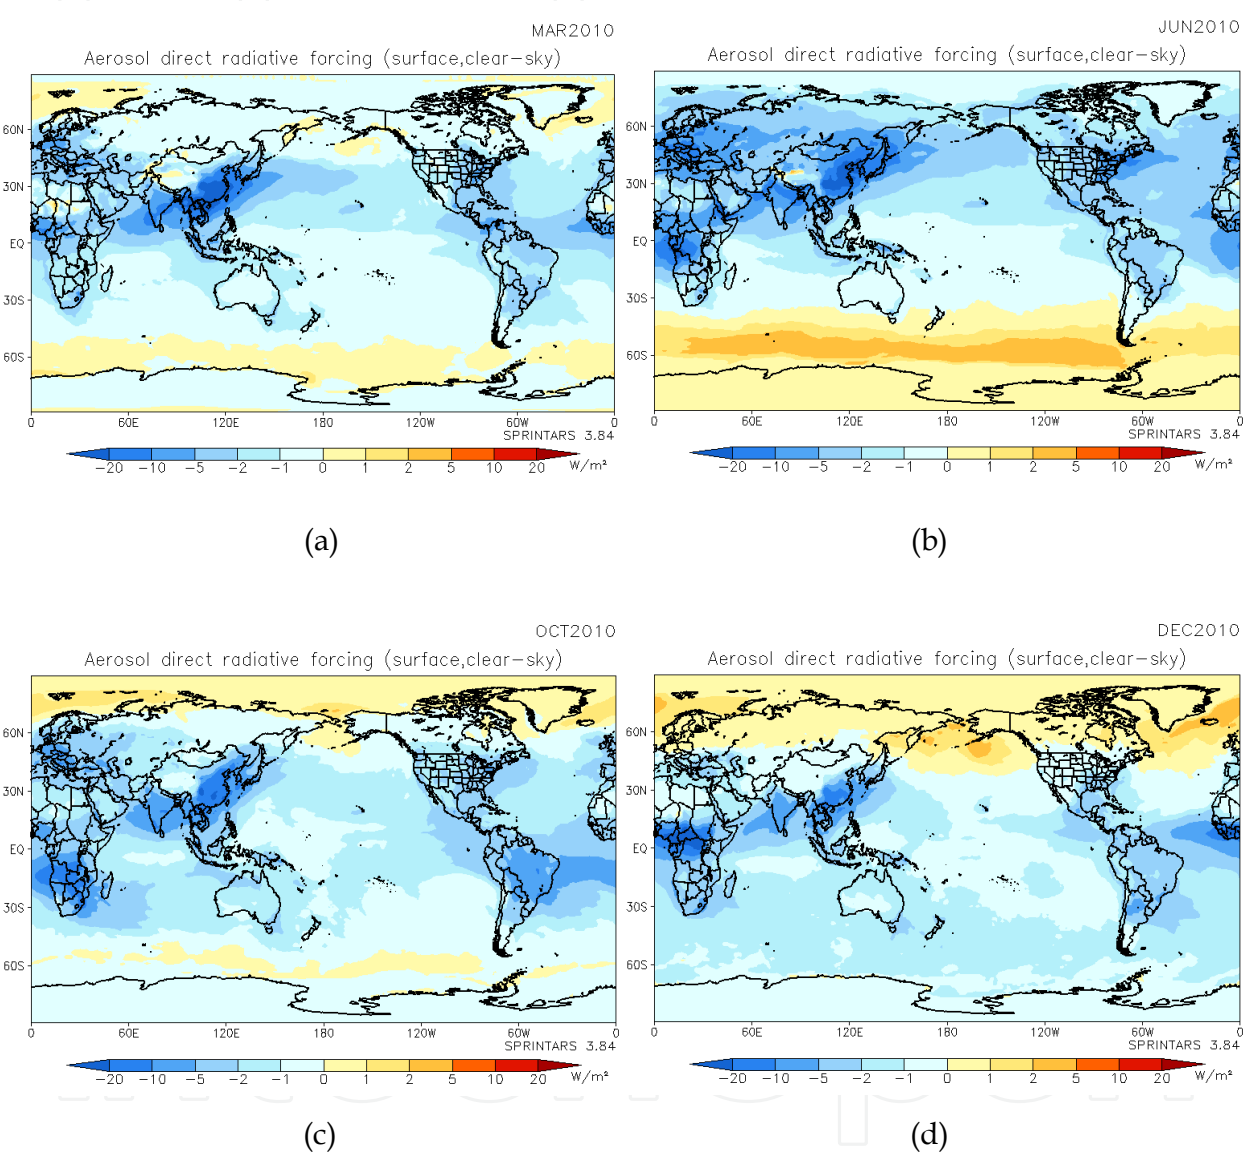 MAR2010
Aerosol direct radiative forcing (surface,clear−sky)
60N
30N
EQ
30S
60S
0 60E 120E 180 120W 60W 0
SPRINTARS 3.84
−20 −10 −5 −2 −1 0 1 2 5 10 20 W/m²
(a)
JUN2010
Aerosol direct radiative forcing (surface,clear−sky)
60N
30N
EQ
30S
60S
0 60E 120E 180 120W 60W 0
SPRINTARS 3.84
−20 −10 −5 −2 −1 0 1 2 5 10 20 W/m²
(b)
OCT2010
Aerosol direct radiative forcing (surface,clear−sky)
60N
30N
EQ
30S
60S
0 60E 120E 180 120W 60W 0
SPRINTARS 3.84
−20 −10 −5 −2 −1 0 1 2 5 10 20 W/m²
(c)
DEC2010
Aerosol direct radiative forcing (surface,clear−sky)
60N
30N
EQ
30S
60S
0 60E 120E 180 120W 60W 0
SPRINTARS 3.84
−20 −10 −5 −2 −1 0 1 2 5 10 20 W/m²
(d)